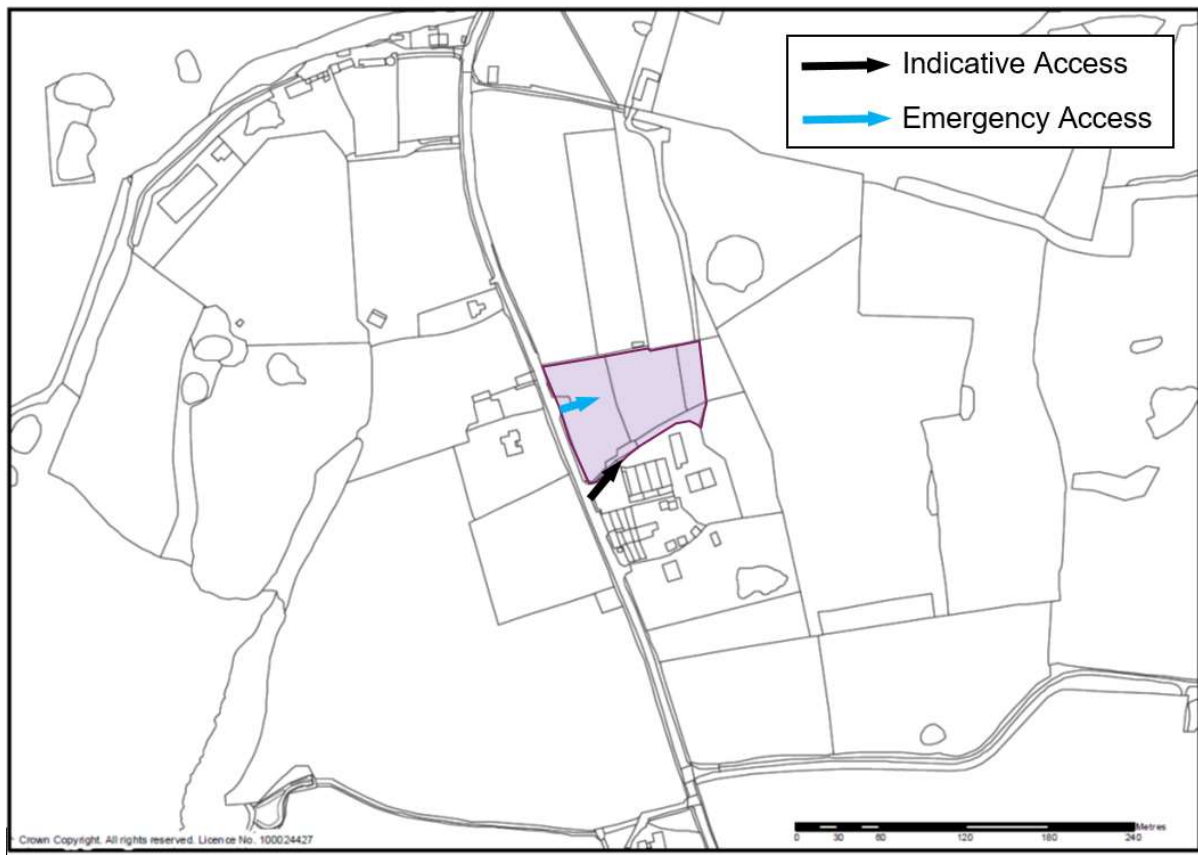 Indicative Access
Emergency Access
Crown Copyright. All rights reserved. Licence No. 100024427
Metres
0 30 60 120 180 240